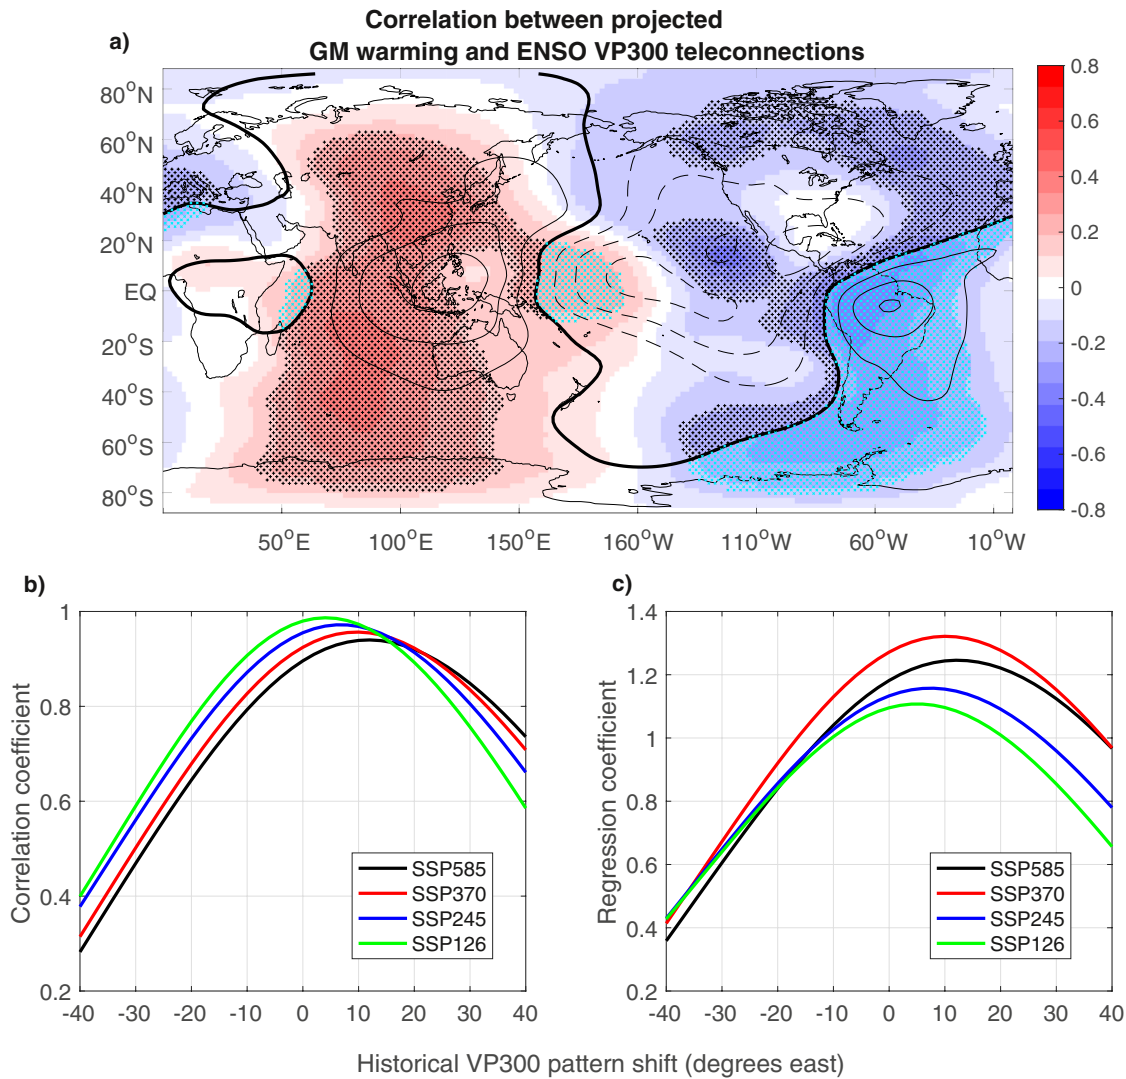 Correlation between projected
GM warming and ENSO VP300 teleconnections
a)
80°N
60°N
40°N
20°N
EQ
20°S
40°S
60°S
80°S
50°E 100°E 150°E 160°W 110°W 60°W 10°W
0.8
0.6
0.4
0.2
0
-0.2
-0.4
-0.6
-0.8
b)
Correlation coefficient
1
0.8
0.6
0.4
0.2
-40 -30 -20 -10 0 10 20 30 40
SSP585
SSP370
SSP245
SSP126
c)
Regression coefficient
1.4
1.2
1
0.8
0.6
0.4
0.2
-40 -30 -20 -10 0 10 20 30 40
SSP585
SSP370
SSP245
SSP126
Historical VP300 pattern shift (degrees east)